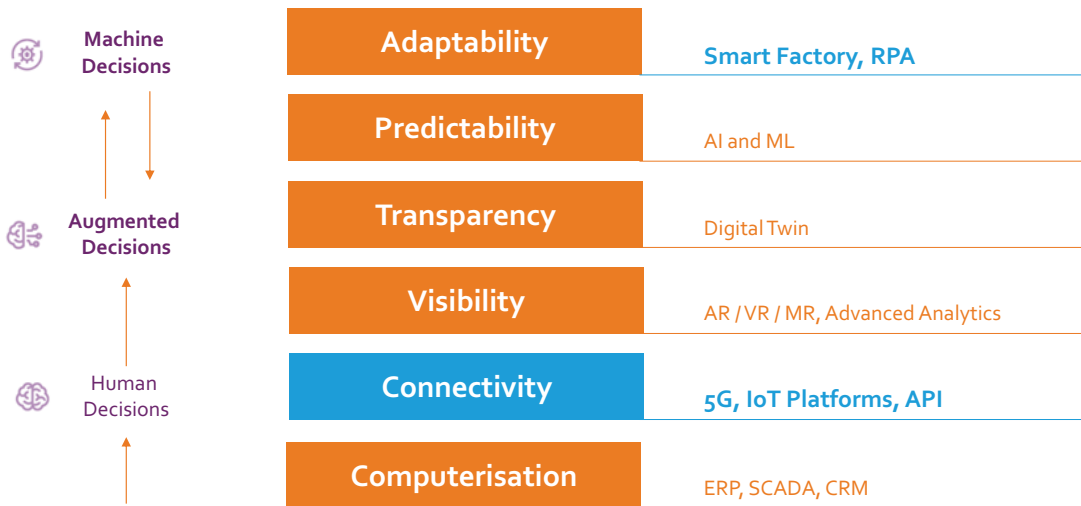 Machine
Decisions
Adaptability
Smart Factory, RPA
Predictability
AI and ML
Augmented
Decisions
Transparency
Digital Twin
Visibility
AR / VR / MR, Advanced Analytics
Human
Decisions
Connectivity
5G, IoT Platforms, API
Computerisation
ERP, SCADA, CRM